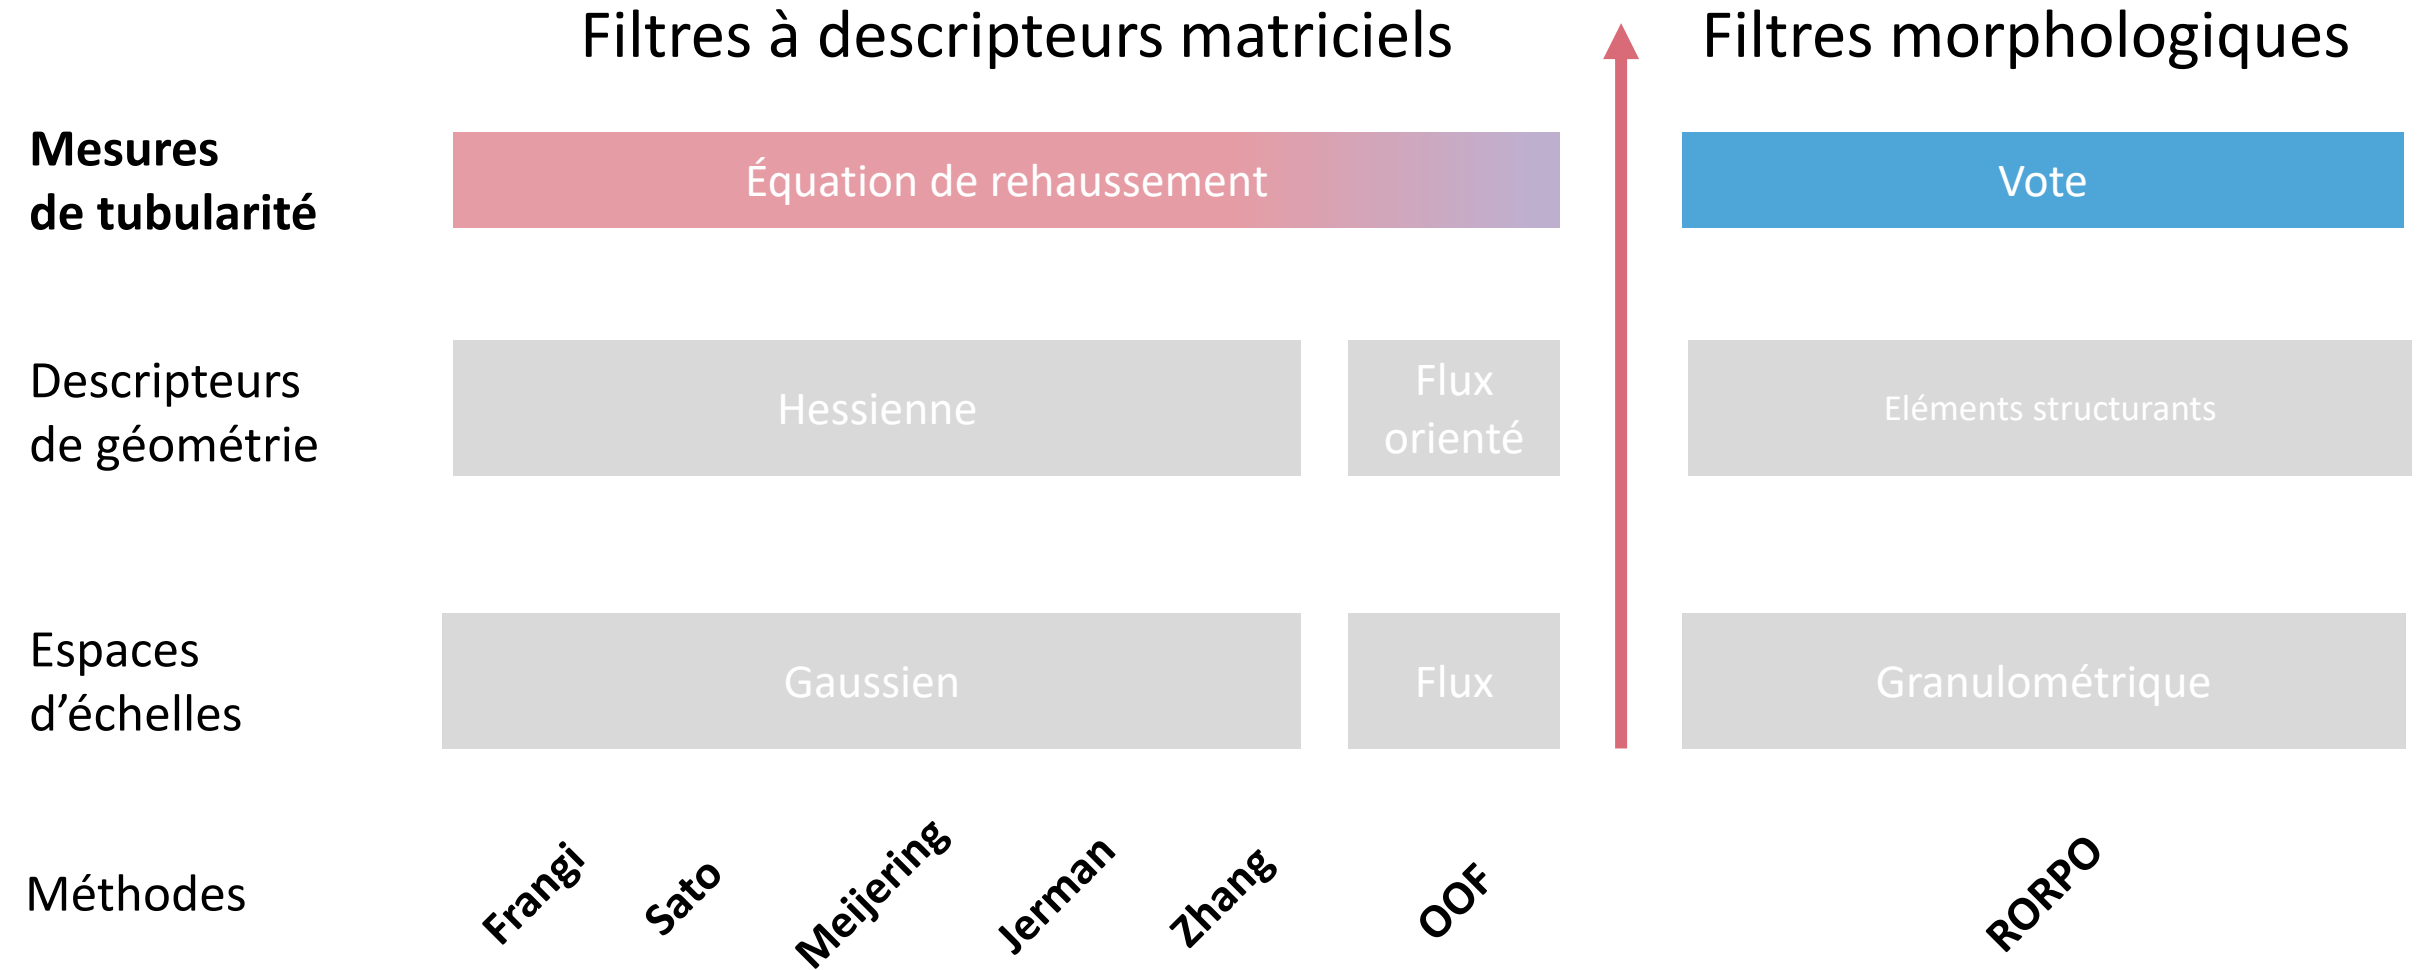 Filtres à descripteurs matriciels
Filtres morphologiques
Mesures
de tubularité
Équation de rehaussement
Vote
Descripteurs
de géométrie
Hessienne
Flux
orienté
Eléments structurants
Espaces
d’échelles
Gaussien
Flux
Granulométrique
Méthodes
Frangi
Sato
Meijering
Jerman
Zhang
OOF
RORPO